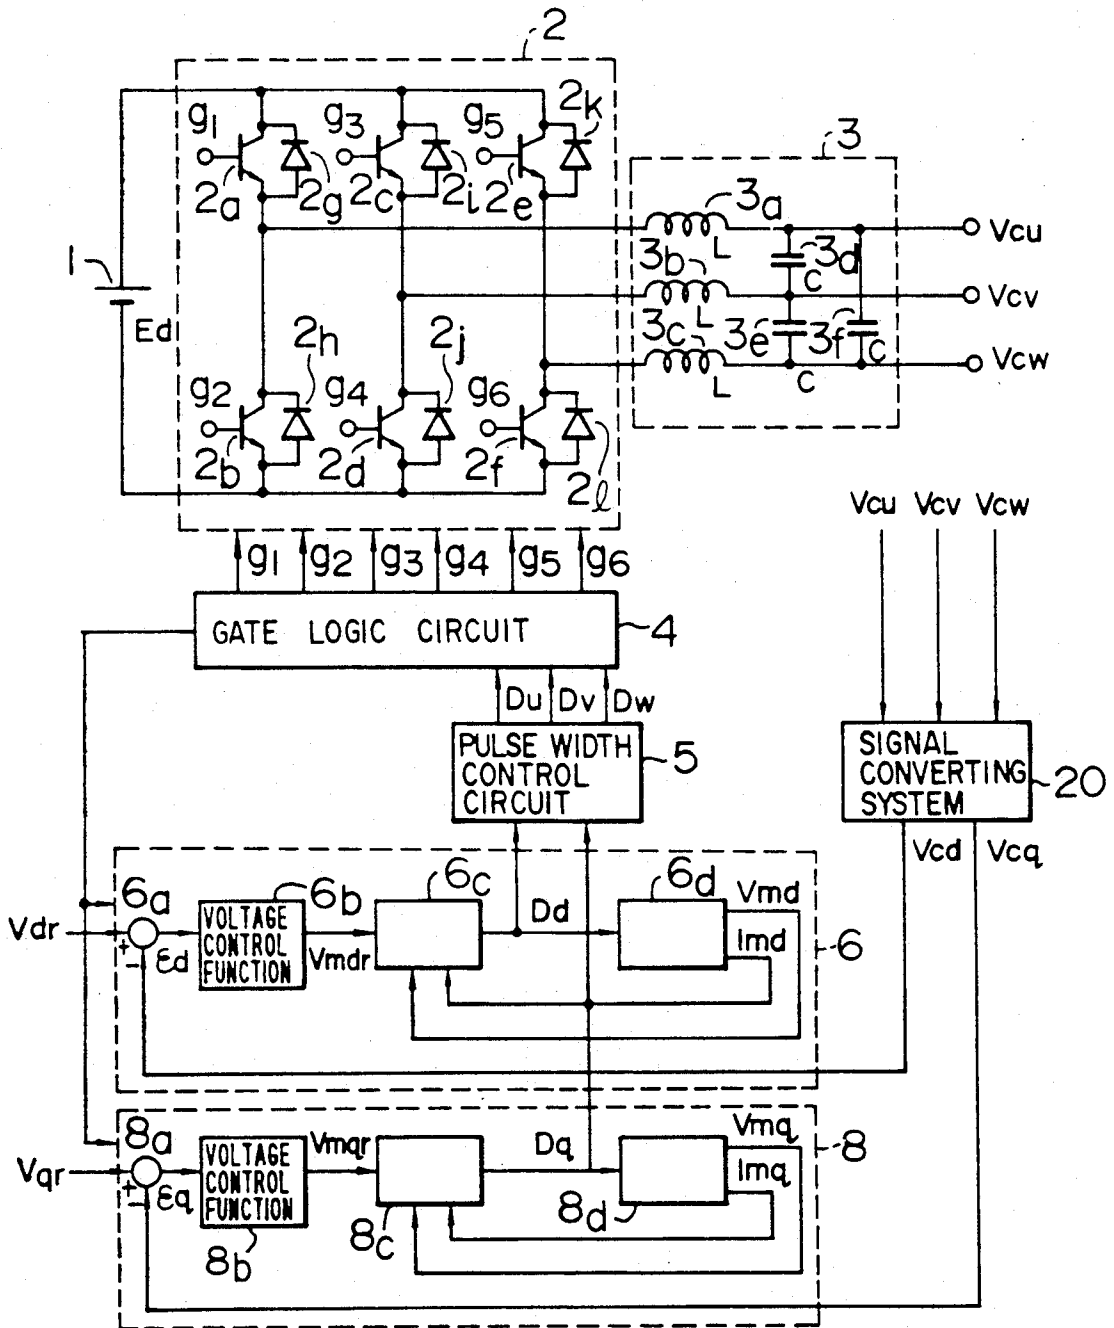 2
g1 g3 g5 2k
2a 2g 2c 2i 2e
3
3a
L
Vcu
3d
C
3b
L
Vcv
3c
L
3e
C
3f
C
Vcw
1
Ed
2h 2j
g2 g4 g6
2b 2d 2f 2l
Vcu Vcv Vcw
g1 g2 g3 g4 g5 g6
GATE LOGIC CIRCUIT
4
Du Dv Dw
PULSE WIDTH
CONTROL
CIRCUIT
5
SIGNAL
CONVERTING
SYSTEM
20
Vcd Vcq
6a 6b 6c 6d
Vdr
+
-
εd
VOLTAGE
CONTROL
FUNCTION
Vmdr
Dd
Vmd
Imd
6
8a
Vqr
+
-
εq
VOLTAGE
CONTROL
FUNCTION
8b
Vmqr
8c
Dq
8d
Vmq
Imq
8